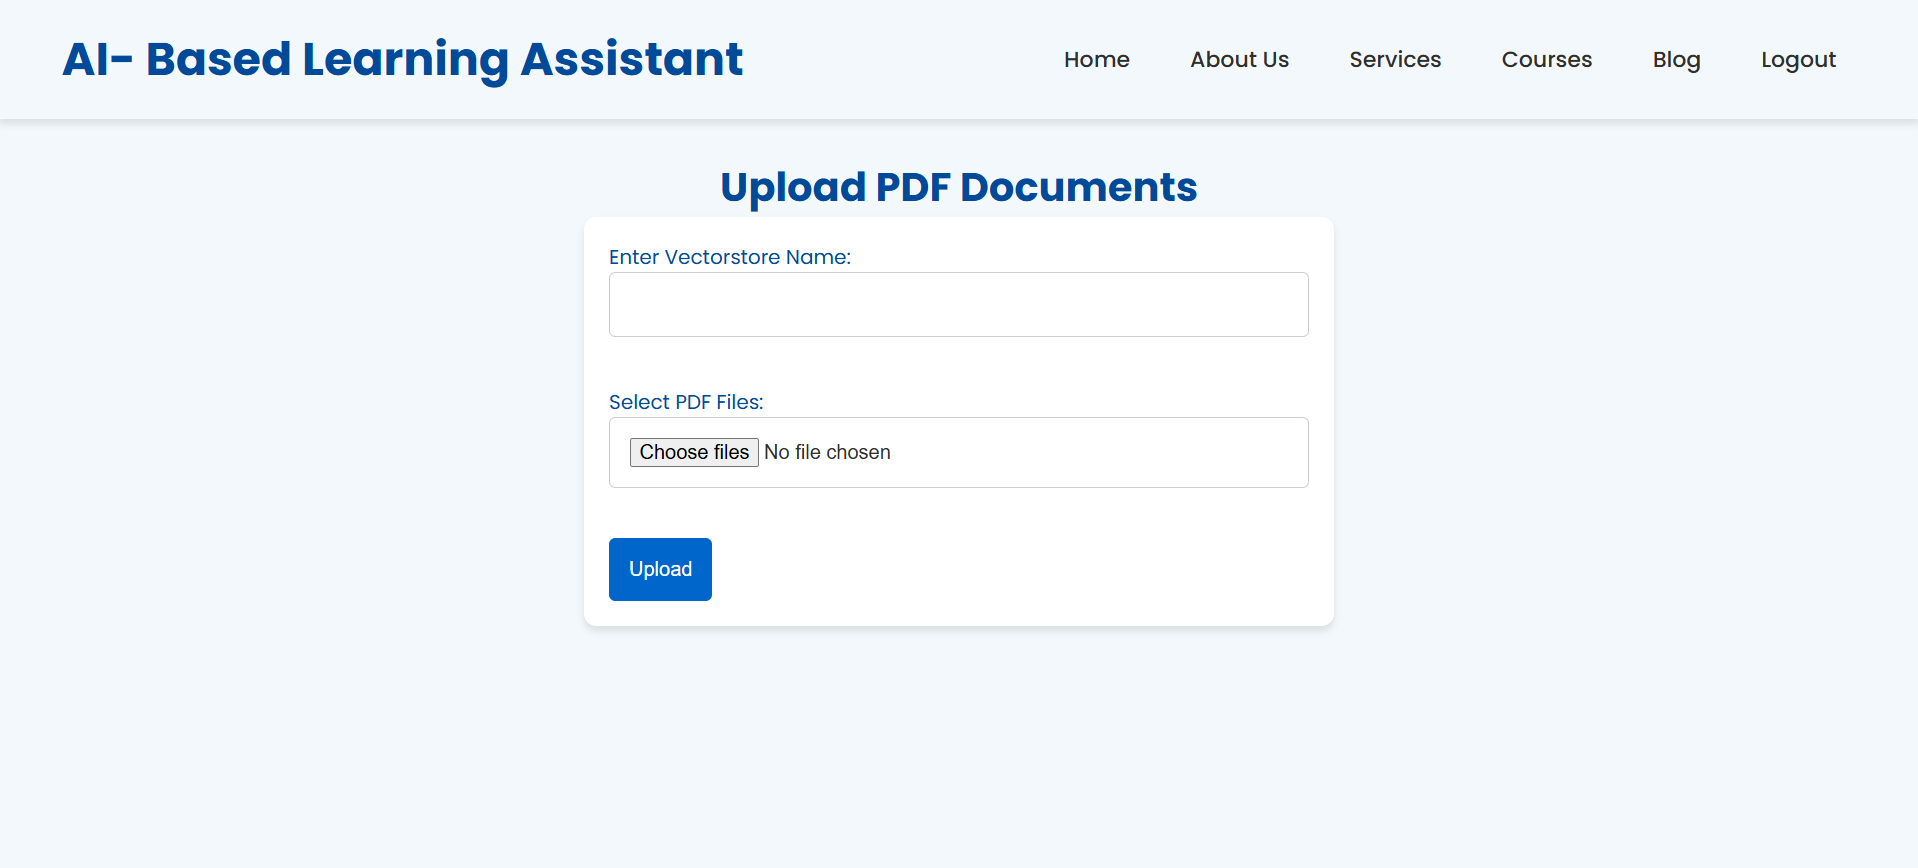 AI- Based Learning Assistant
Home About Us Services Courses Blog Logout
Upload PDF Documents
Enter Vectorstore Name:
Select PDF Files:
Choose files No file chosen
Upload